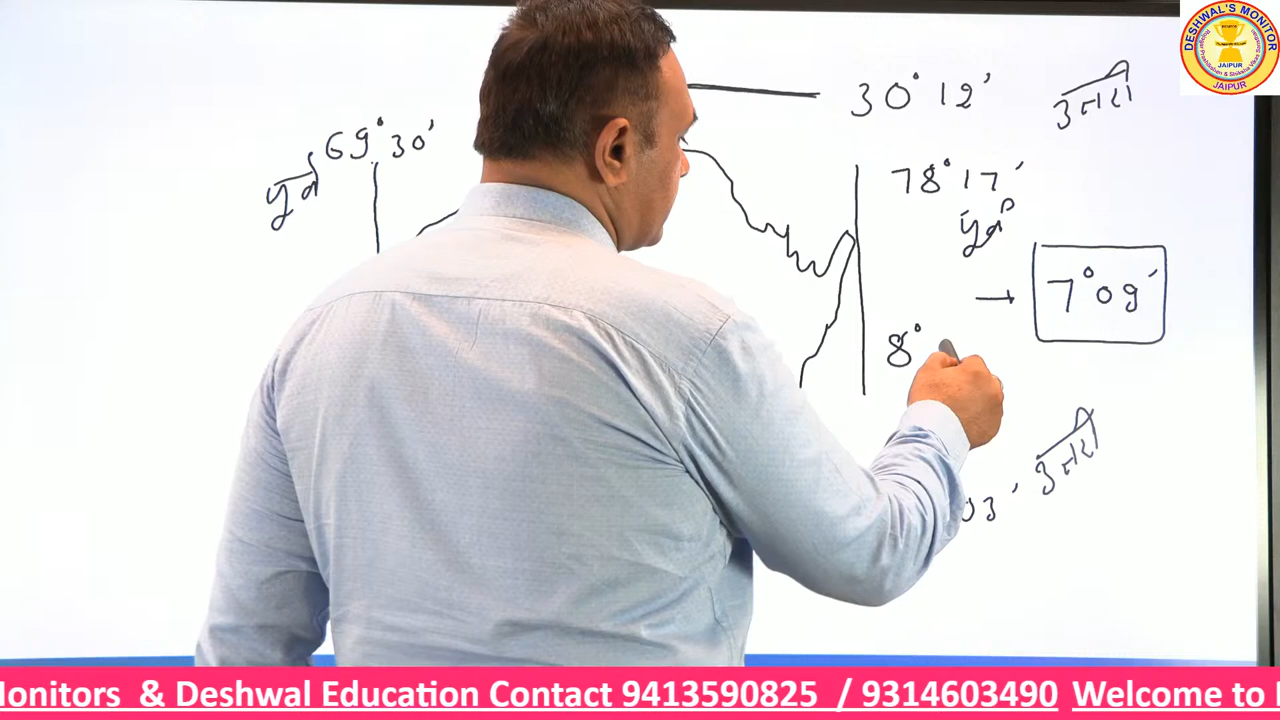 DESHWAL'S MONITOR
JAIPUR
JAIPUR
30° 12'
उत्तरी
69° 30'
पूर्व
78° 17'
पूर्व
→ 7° 09'
8°
03'
उत्तरी
Monitors & Deshwal Education Contact 9413590825 / 9314603490 Welcome to